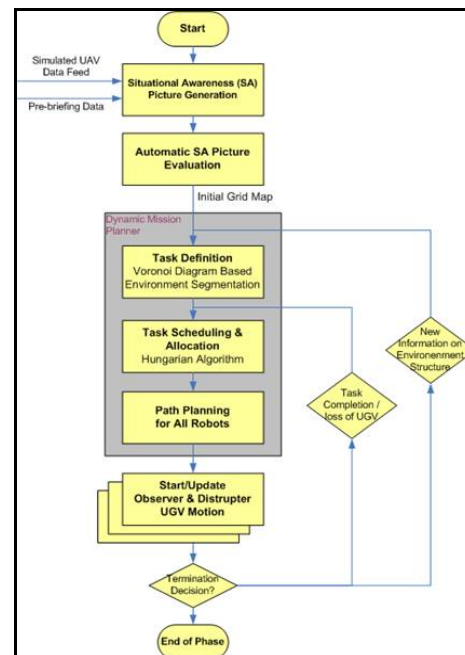 Start
Simulated UAV
Data Feed
Pre-briefing Data
Situational Awareness (SA)
Picture Generation
Automatic SA Picture
Evaluation
Initial Grid Map
Dynamic Mission
Planner
Task Definition
Voronoi Diagram Based
Environment Segmentation
Task Scheduling &
Allocation
Hungarian Algorithm
Path Planning
for All Robots
New
Information on
Environenment
Structure
Task
Completion /
loss of UGV
Start/Update
Observer & Distrupter
UGV Motion
Termination
Decision?
End of Phase